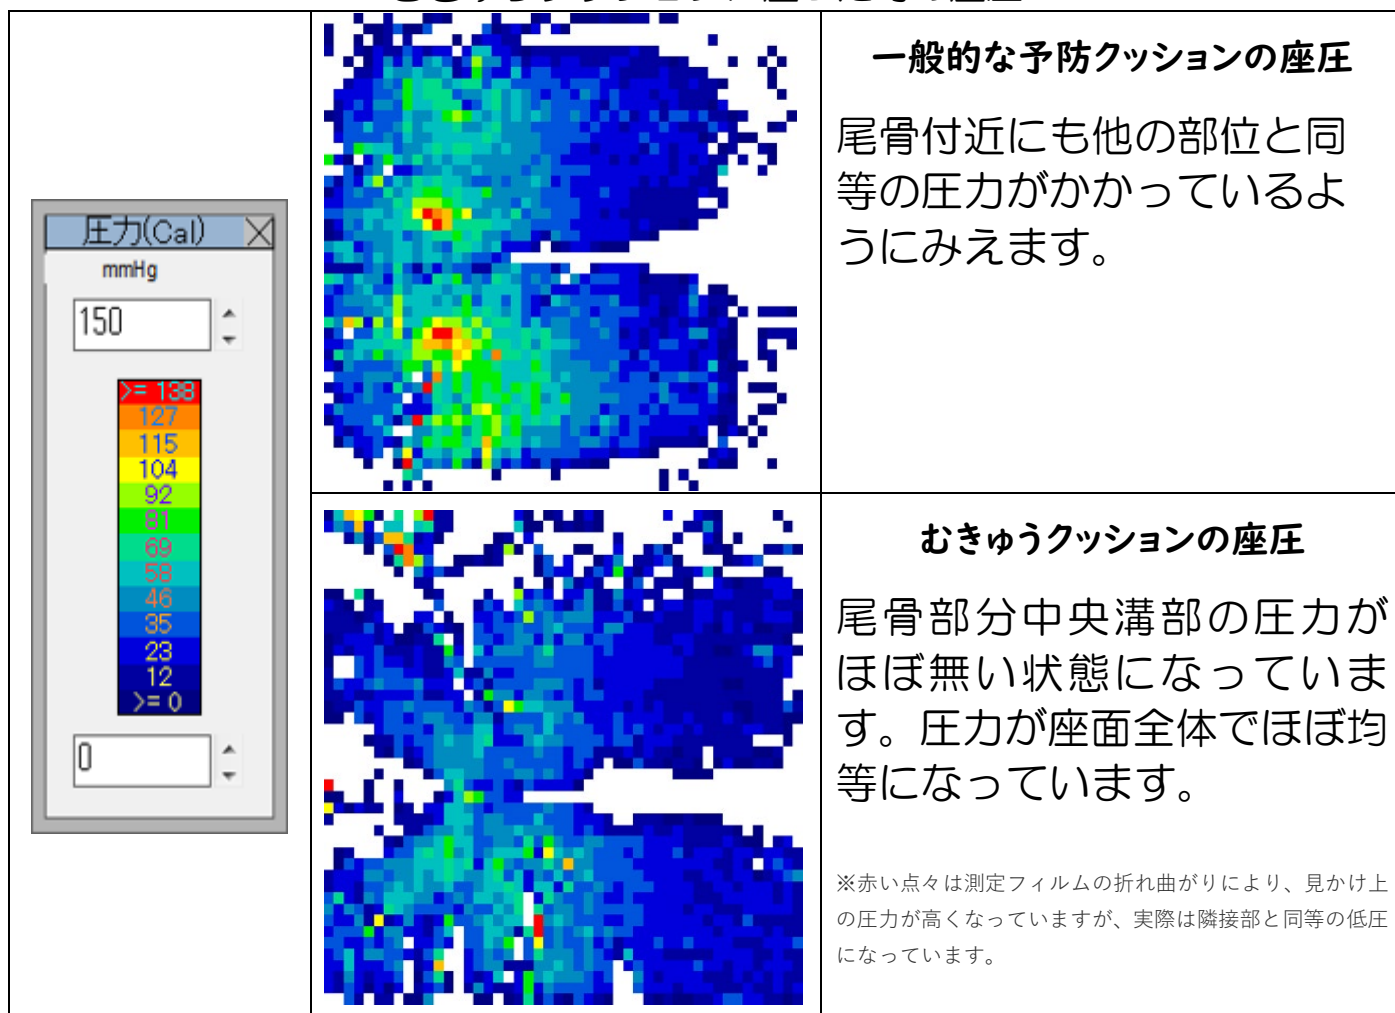 圧力(Cal)
mmHg
150
>= 138
127
115
104
92
81
69
58
46
35
23
12
>= 0
0
一般的な予防クッションの座圧
尾骨付近にも他の部位と同
等の圧力がかかっているよ
うにみえます。
むきゅうクッションの座圧
尾骨部分中央溝部の圧力が
ほぼ無い状態になっていま
す。圧力が座面全体でほぼ均
等になっています。
※赤い点々は測定フィルムの折れ曲がりにより、見かけ上
の圧力が高くなっていますが、実際は隣接部と同等の低圧
になっています。